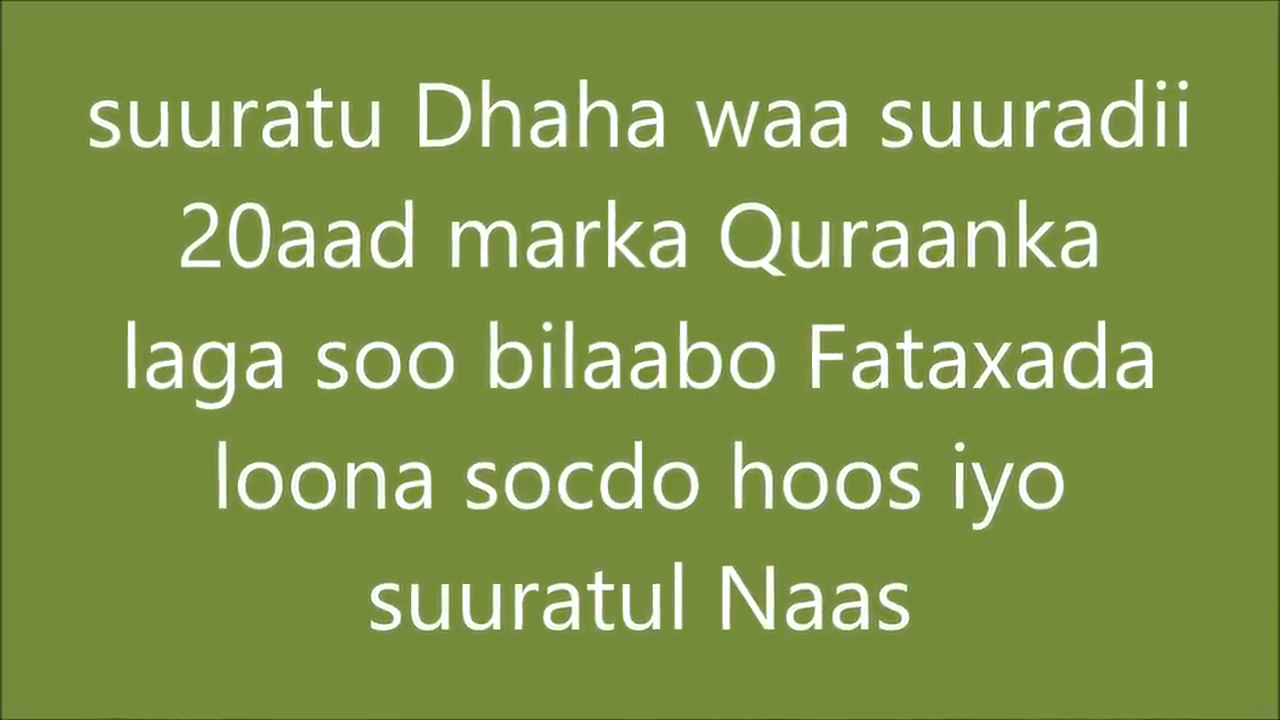 suuratu Dhaha waa suuradii
20aad marka Quraanka
laga soo bilaabo Fataxada
loona socdo hoos iyo
suuratul Naas